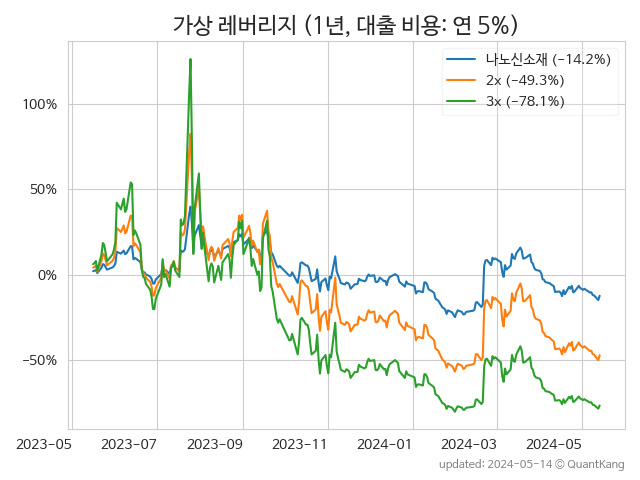 가상 레버리지 (1년, 대출 비용: 연 5%)
나노신소재 (−14.2%)
2x (−49.3%)
3x (−78.1%)
100%
50%
0%
−50%
2023−05 2023−07 2023−09 2023−11 2024−01 2024−03 2024−05
updated: 2024−05−14 © QuantKang